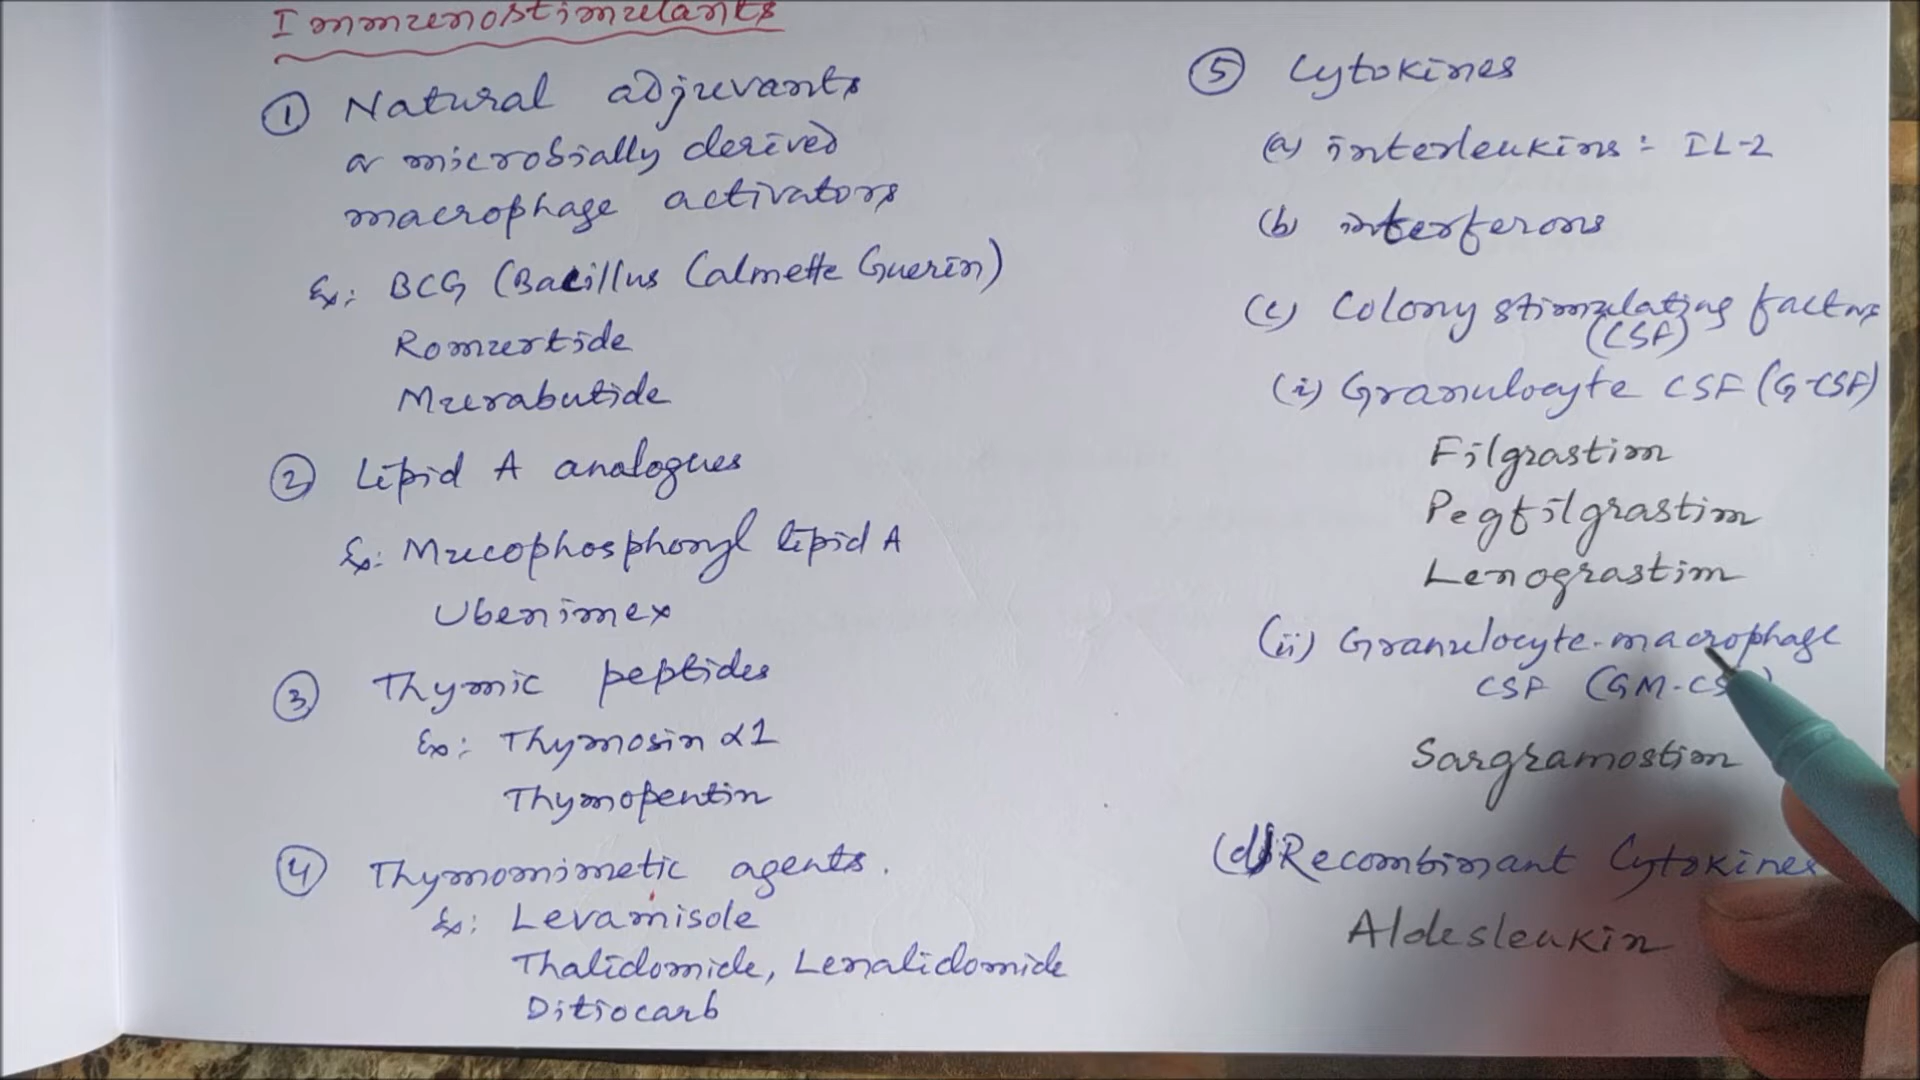 Immunostimulants
① Natural adjuvants
or microbially derived
macrophage activators
Ex: BCG (Bacillus Calmette Guerin)
Romurtide
Murabutide
② Lipid A analogues
Ex: Mucophosphoryl lipid A
Ubenimex
③ Thymic peptides
Ex: Thymosin α1
Thymopentin
④ Thymomimetic agents.
Ex: Levamisole
Thalidomide, Lenalidomide
Ditiocarb
⑤ Cytokines
(a) interleukins: IL-2
(b) interferons
(c) Colony stimulating factors
(CSF)
(i) Granulocyte CSF (G-CSF)
Filgrastim
Pegfilgrastim
Lenograstim
(ii) Granulocyte-macrophage
CSF (GM-CSF)
Sargramostim
(d) Recombinant Cytokines
Aldesleukin